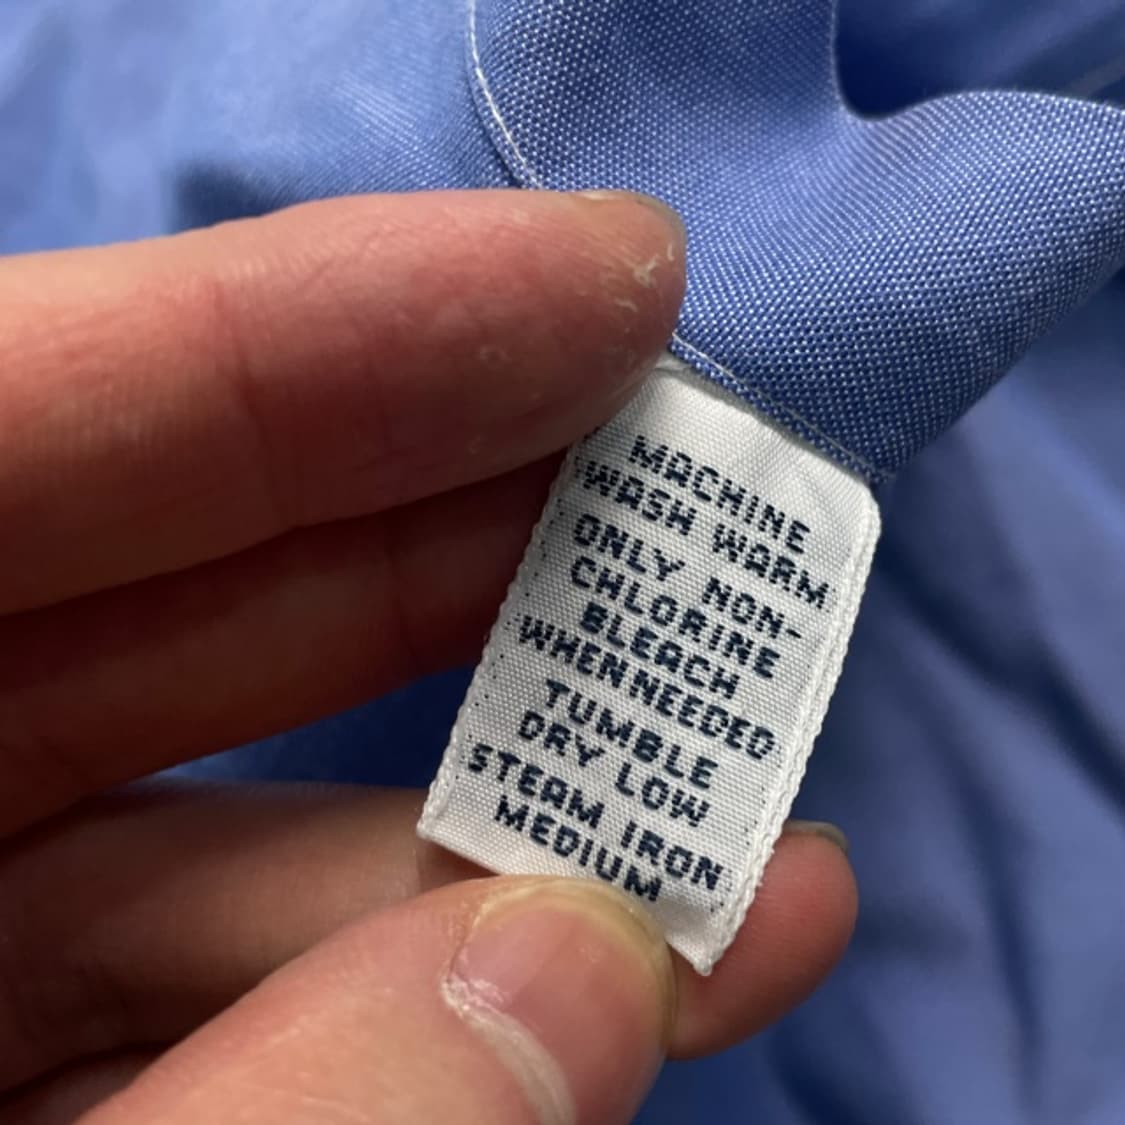 MACHINE
WASH WARM
ONLY NON-
CHLORINE
BLEACH
WHEN NEEDED
TUMBLE
DRY LOW
STEAM IRON
MEDIUM